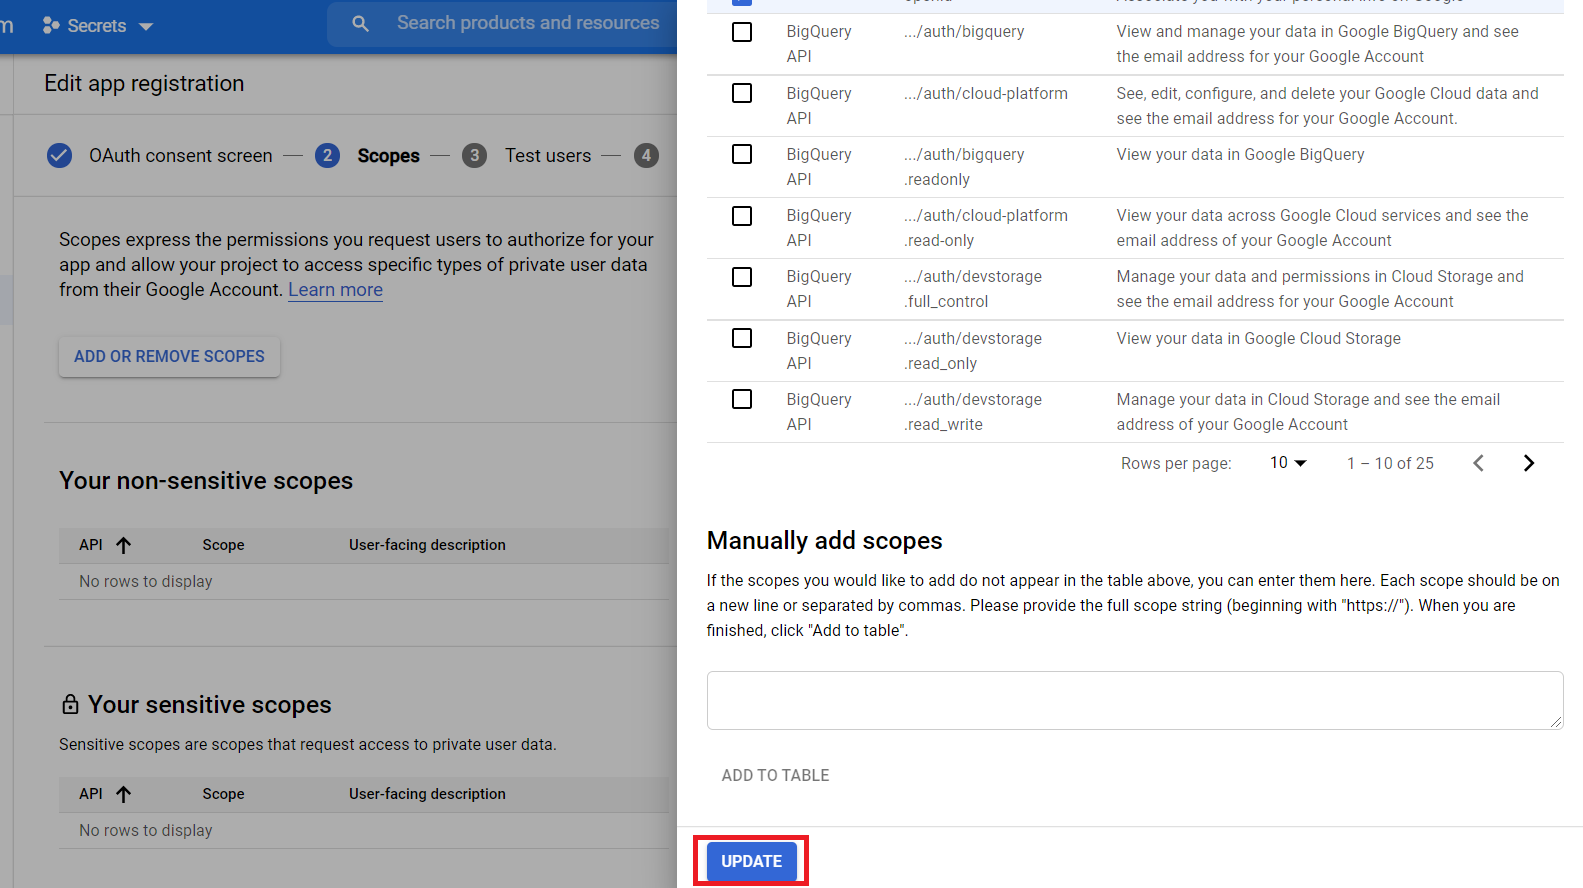 m
Secrets
Search products and resources
Edit app registration
OAuth consent screen — 2 Scopes — 3 Test users — 4
Scopes express the permissions you request users to authorize for your
app and allow your project to access specific types of private user data
from their Google Account. Learn more
ADD OR REMOVE SCOPES
Your non-sensitive scopes
API Scope User-facing description
No rows to display
Your sensitive scopes
Sensitive scopes are scopes that request access to private user data.
API Scope User-facing description
No rows to display
openid Associate you with your personal info on Google
BigQuery .../auth/bigquery View and manage your data in Google BigQuery and see
API the email address for your Google Account
BigQuery .../auth/cloud-platform See, edit, configure, and delete your Google Cloud data and
API see the email address for your Google Account.
BigQuery .../auth/bigquery View your data in Google BigQuery
API .readonly
BigQuery .../auth/cloud-platform View your data across Google Cloud services and see the
API .read-only email address of your Google Account
BigQuery .../auth/devstorage Manage your data and permissions in Cloud Storage and
API .full_control see the email address for your Google Account
BigQuery .../auth/devstorage View your data in Google Cloud Storage
API .read_only
BigQuery .../auth/devstorage Manage your data in Cloud Storage and see the email
API .read_write address of your Google Account
Rows per page: 10 1 – 10 of 25
Manually add scopes
If the scopes you would like to add do not appear in the table above, you can enter them here. Each scope should be on
a new line or separated by commas. Please provide the full scope string (beginning with "https://"). When you are
finished, click "Add to table".
ADD TO TABLE
UPDATE